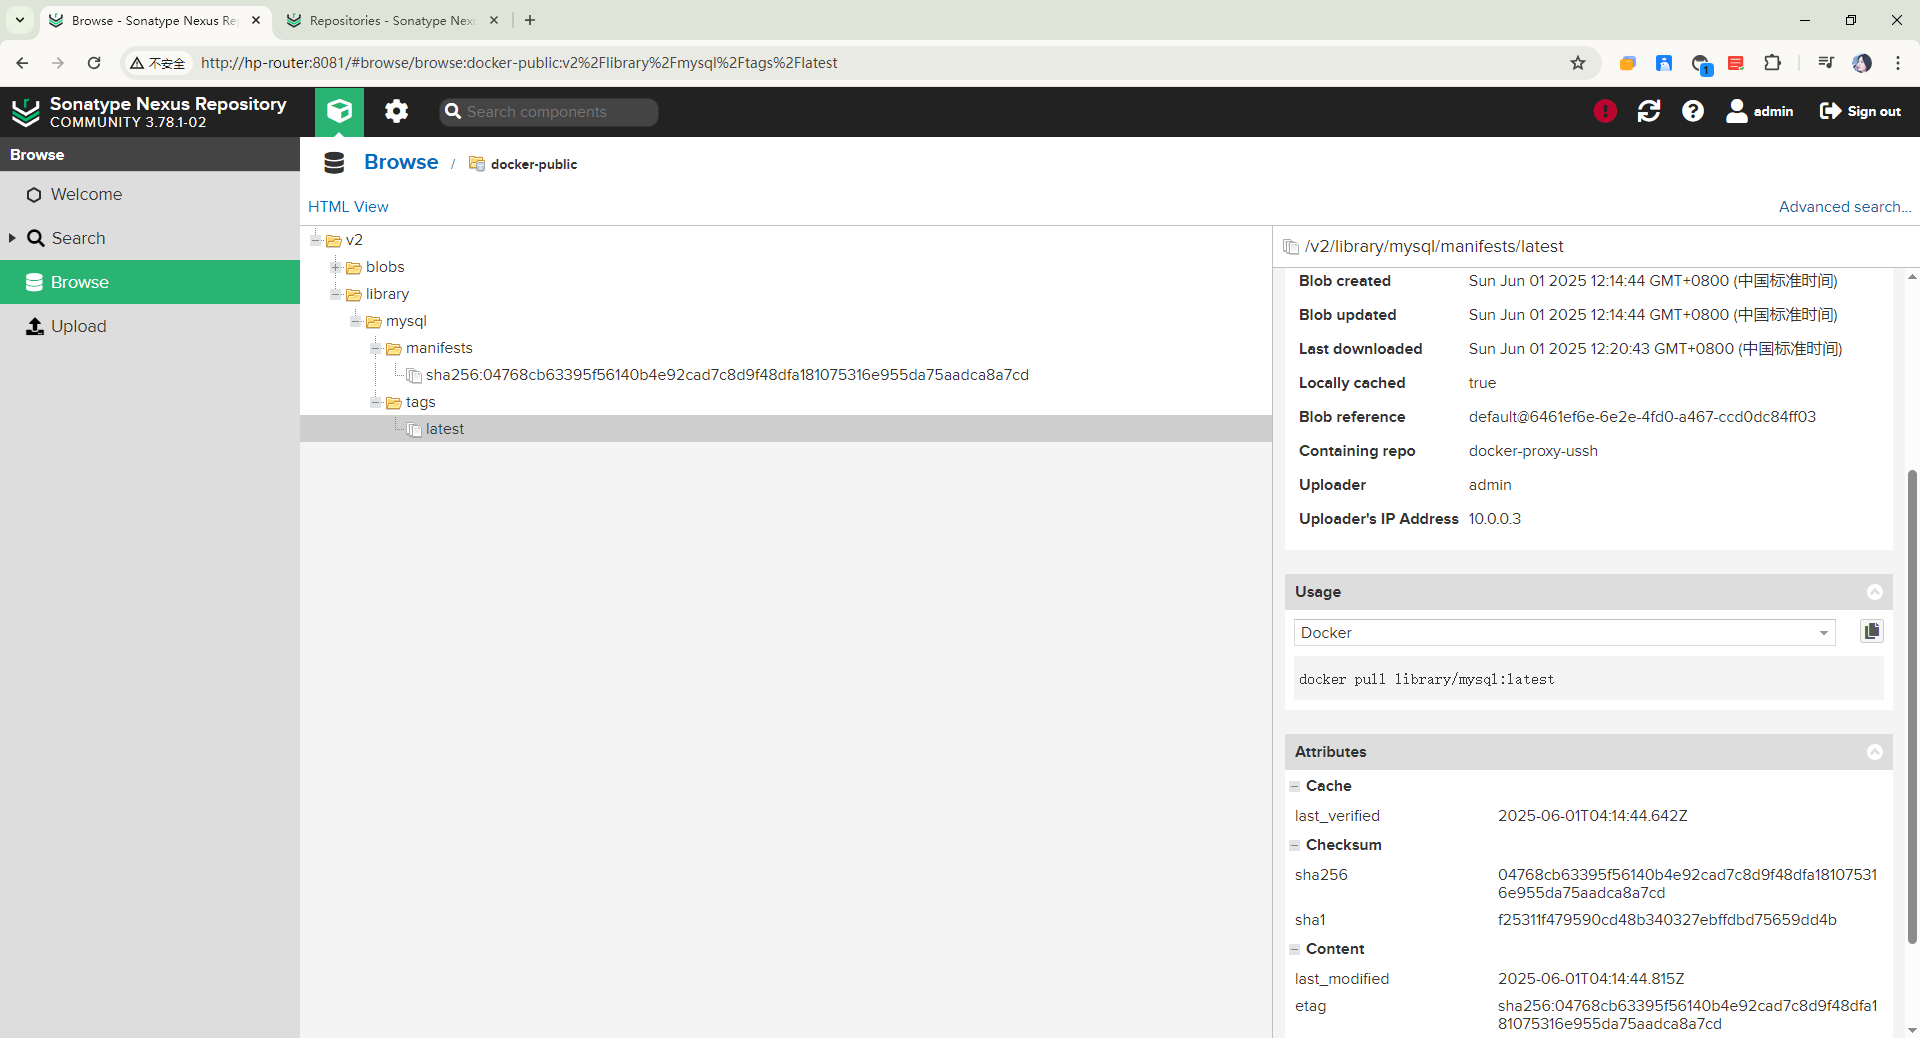 Browse - Sonatype Nexus Re
Repositories - Sonatype Nex
不安全
http://hp-router:8081/#browse/browse:docker-public:v2%2Flibrary%2Fmysql%2Ftags%2Flatest
1
Sonatype Nexus Repository
COMMUNITY 3.78.1-02
Search components
admin
Sign out
Browse
Welcome
Search
Browse
Upload
Browse / docker-public
HTML View
Advanced search...
v2
blobs
library
mysql
manifests
sha256:04768cb63395f56140b4e92cad7c8d9f48dfa181075316e955da75aadca8a7cd
tags
latest
/v2/library/mysql/manifests/latest
Blob created Sun Jun 01 2025 12:14:44 GMT+0800 (中国标准时间)
Blob updated Sun Jun 01 2025 12:14:44 GMT+0800 (中国标准时间)
Last downloaded Sun Jun 01 2025 12:20:43 GMT+0800 (中国标准时间)
Locally cached true
Blob reference default@6461ef6e-6e2e-4fd0-a467-ccd0dc84ff03
Containing repo docker-proxy-ussh
Uploader admin
Uploader's IP Address 10.0.0.3
Usage
Docker
docker pull library/mysql:latest
Attributes
Cache
last_verified 2025-06-01T04:14:44.642Z
Checksum
sha256 04768cb63395f56140b4e92cad7c8d9f48dfa18107531
6e955da75aadca8a7cd
sha1 f25311f479590cd48b340327ebffdbd75659dd4b
Content
last_modified 2025-06-01T04:14:44.815Z
etag sha256:04768cb63395f56140b4e92cad7c8d9f48dfa1
81075316e955da75aadca8a7cd